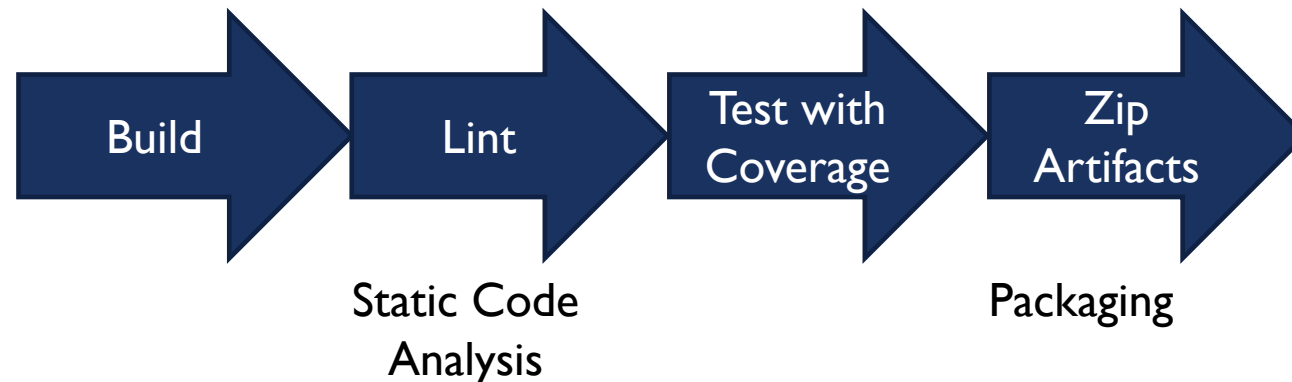 Build
Lint
Test with
Coverage
Zip
Artifacts
Static Code
Analysis
Packaging